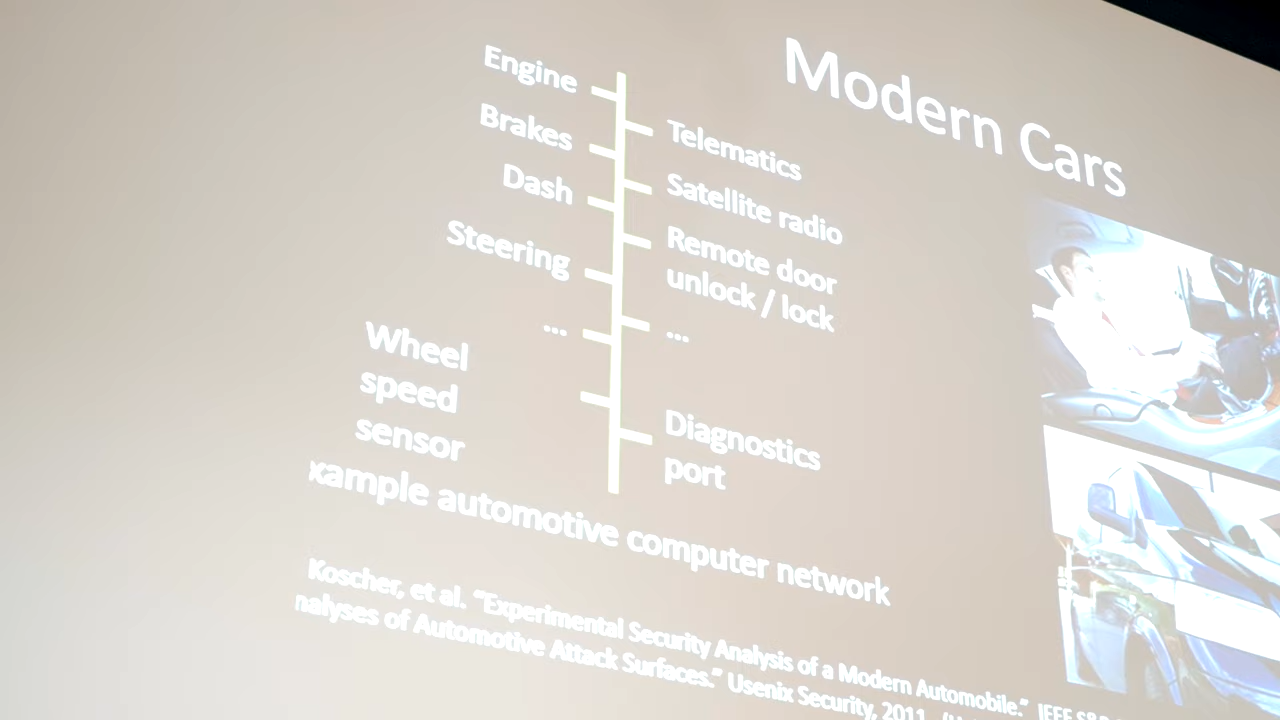 Modern Cars
Engine
Brakes
Dash
Steering
...
Wheel
speed
sensor
Telematics
Satellite radio
Remote door
unlock / lock
...
Diagnostics
port
xample automotive computer network
Koscher, et al. "Experimental Security Analysis of a Modern Automobile." IEEE
nalyses of Automotive Attack Surfaces." Usenix Security, 2011.